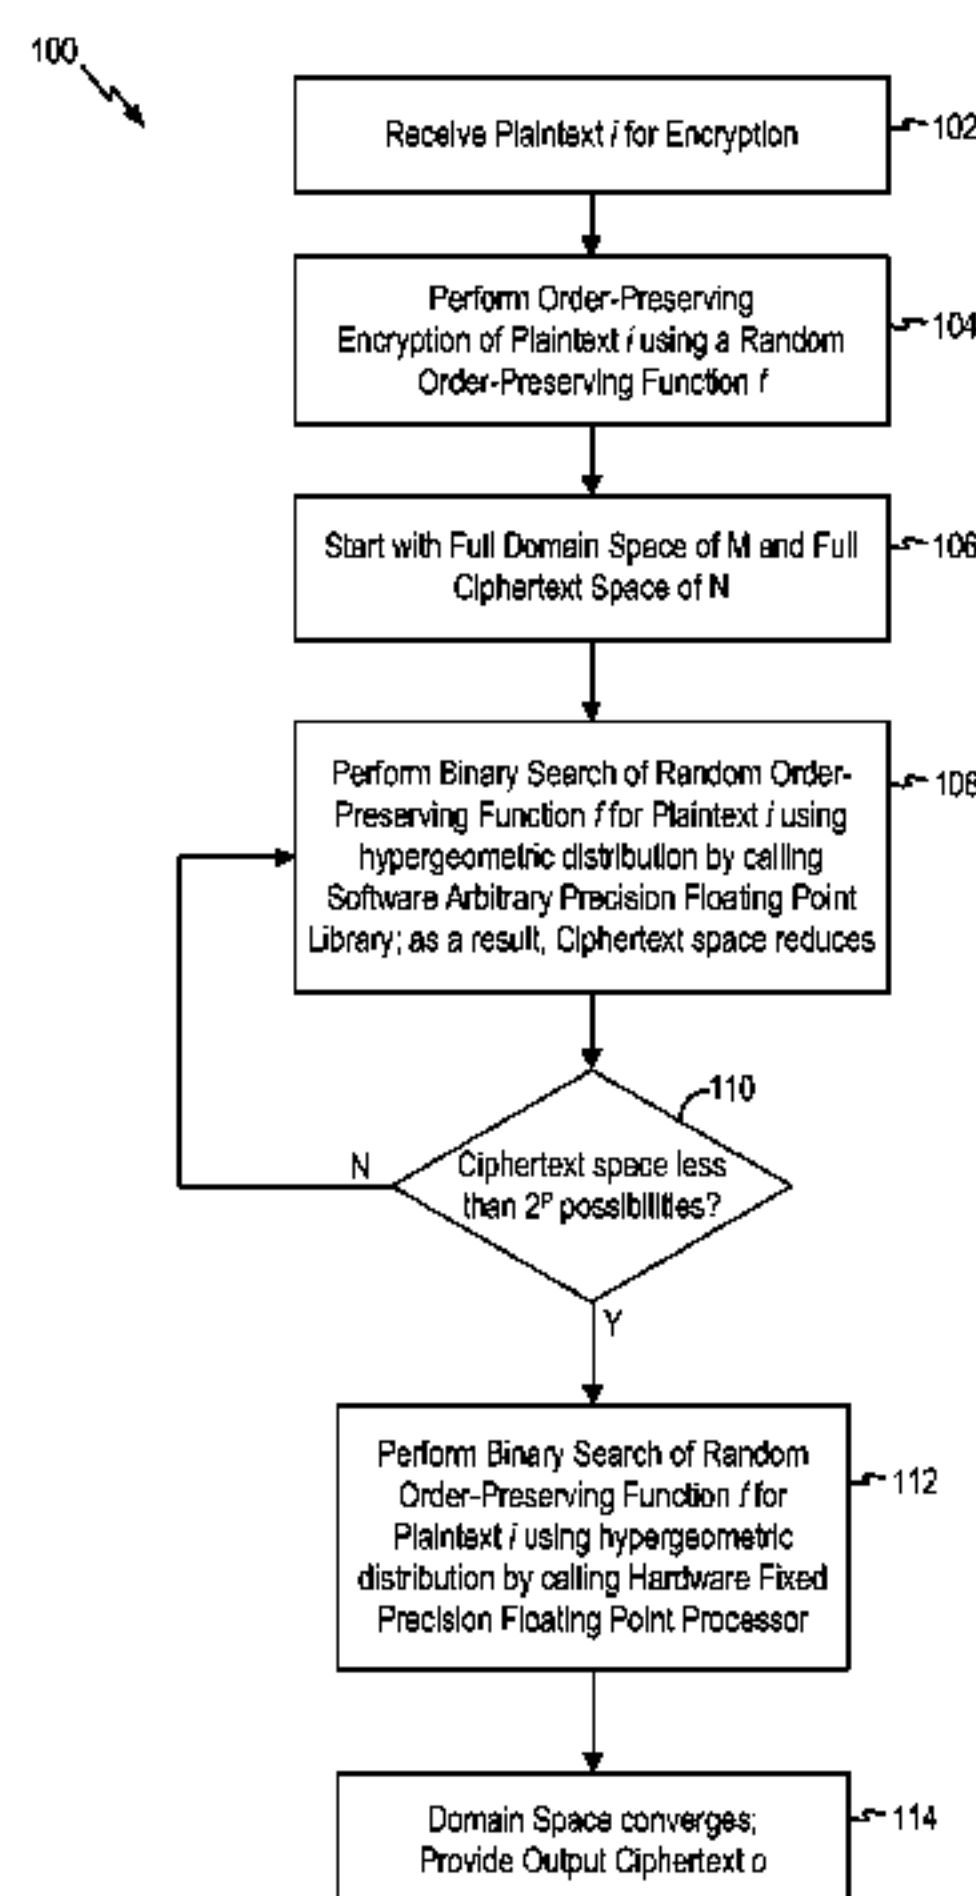 100
Receive Plaintext i for Encryption
102
Perform Order-Preserving
Encryption of Plaintext i using a Random
Order-Preserving Function f
104
Start with Full Domain Space of M and Full
Ciphertext Space of N
106
Perform Binary Search of Random Order-
Preserving Function f for Plaintext i using
hypergeometric distribution by calling
Software Arbitrary Precision Floating Point
Library; as a result, Ciphertext space reduces
108
110
Ciphertext space less
than 2ᴾ possibilities?
N
Y
Perform Binary Search of Random
Order-Preserving Function f for
Plaintext i using hypergeometric
distribution by calling Hardware Fixed
Precision Floating Point Processor
112
Domain Space converges;
Provide Output Ciphertext o
114